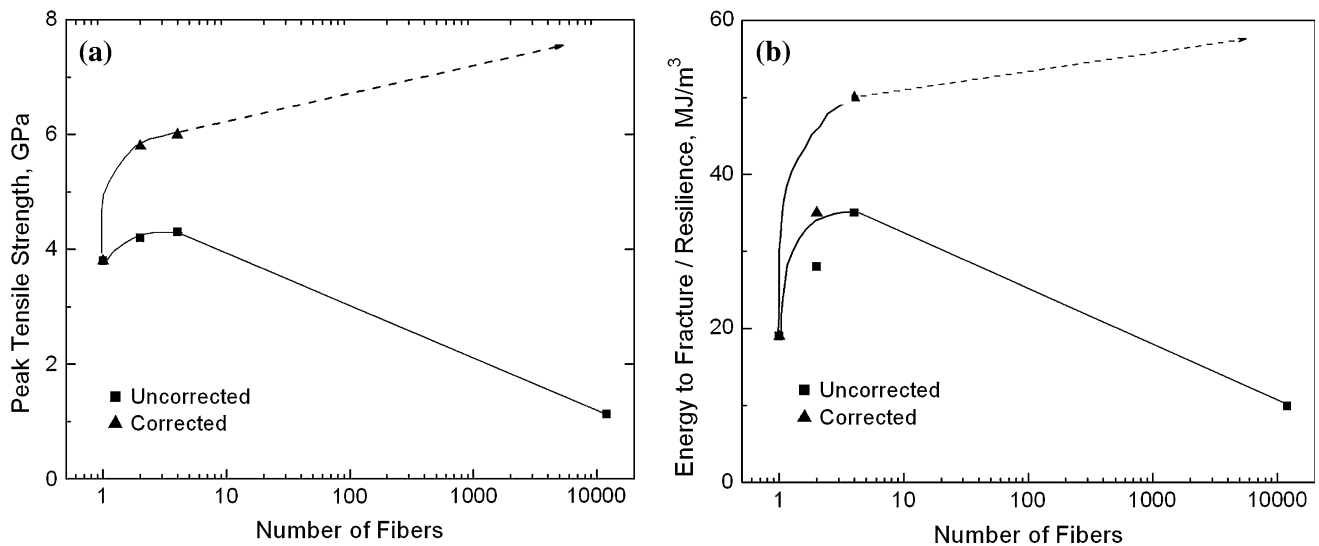 (a)
Peak Tensile Strength, GPa
8
6
4
2
0
Uncorrected
Corrected
1 10 100 1000 10000
Number of Fibers
(b)
Energy to Fracture / Resilience, MJ/m³
60
40
20
0
Uncorrected
Corrected
1 10 100 1000 10000
Number of Fibers